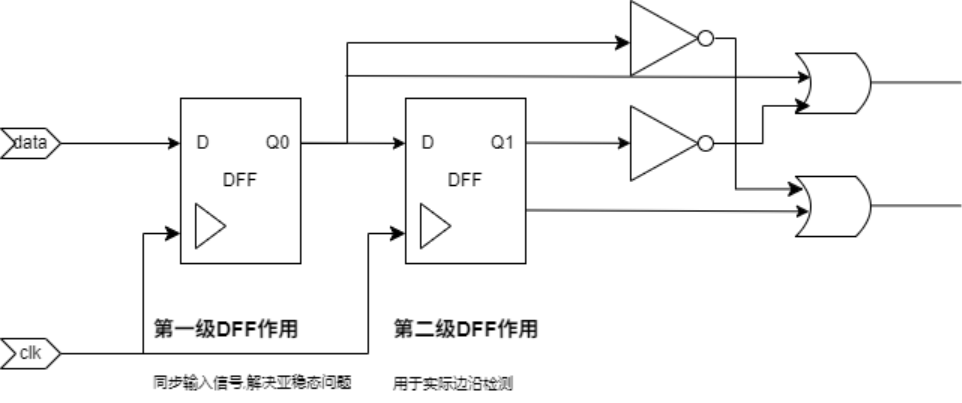 data
D
Q0
DFF
D
Q1
DFF
第一级DFF作用
第二级DFF作用
clk
同步输入信号,解决亚稳态问题
用于实际边沿检测